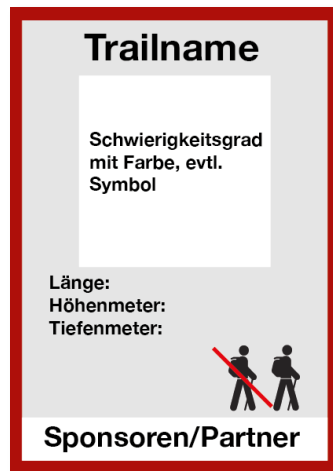 Trailname
Schwierigkeitsgrad
mit Farbe, evtl.
Symbol
Länge:
Höhenmeter:
Tiefenmeter:
Sponsoren/Partner